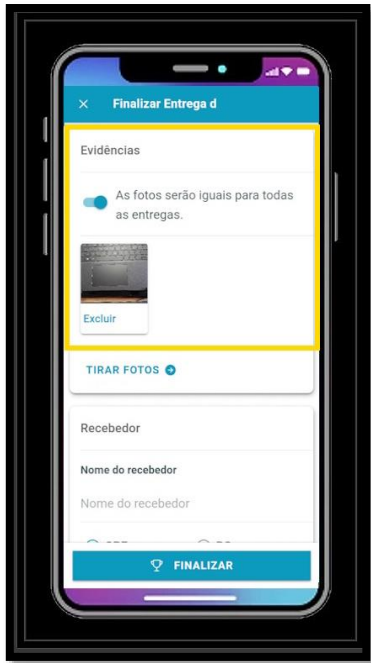 Finalizar Entrega d
Evidências
As fotos serão iguais para todas
as entregas.
Excluir
TIRAR FOTOS
Recebedor
Nome do recebedor
Nome do recebedor
FINALIZAR